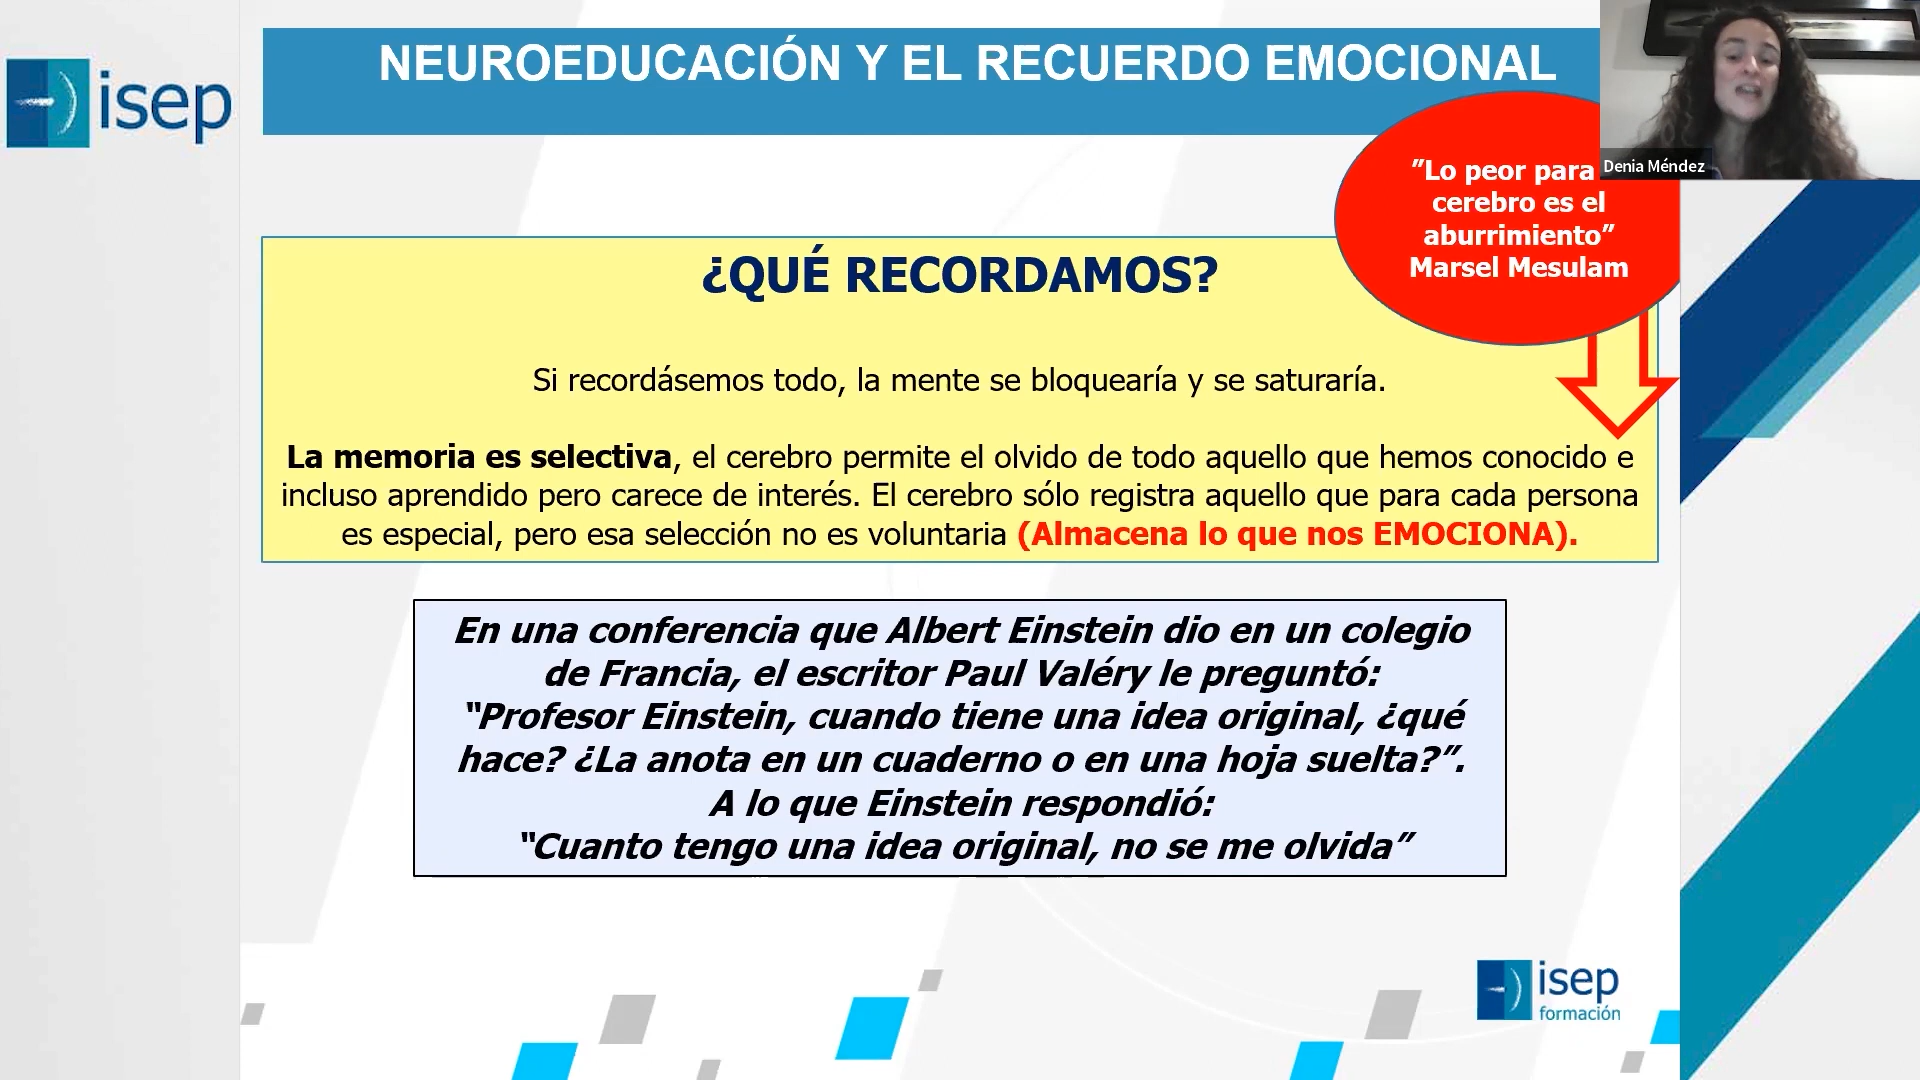 isep
NEUROEDUCACIÓN Y EL RECUERDO EMOCIONAL
Denia Méndez
”Lo peor para
cerebro es el
aburrimiento”
Marsel Mesulam
¿QUÉ RECORDAMOS?
Si recordásemos todo, la mente se bloquearía y se saturaría.
La memoria es selectiva, el cerebro permite el olvido de todo aquello que hemos conocido e
incluso aprendido pero carece de interés. El cerebro sólo registra aquello que para cada persona
es especial, pero esa selección no es voluntaria (Almacena lo que nos EMOCIONA).
En una conferencia que Albert Einstein dio en un colegio
de Francia, el escritor Paul Valéry le preguntó:
“Profesor Einstein, cuando tiene una idea original, ¿qué
hace? ¿La anota en un cuaderno o en una hoja suelta?”.
A lo que Einstein respondió:
“Cuanto tengo una idea original, no se me olvida”
isep
formación